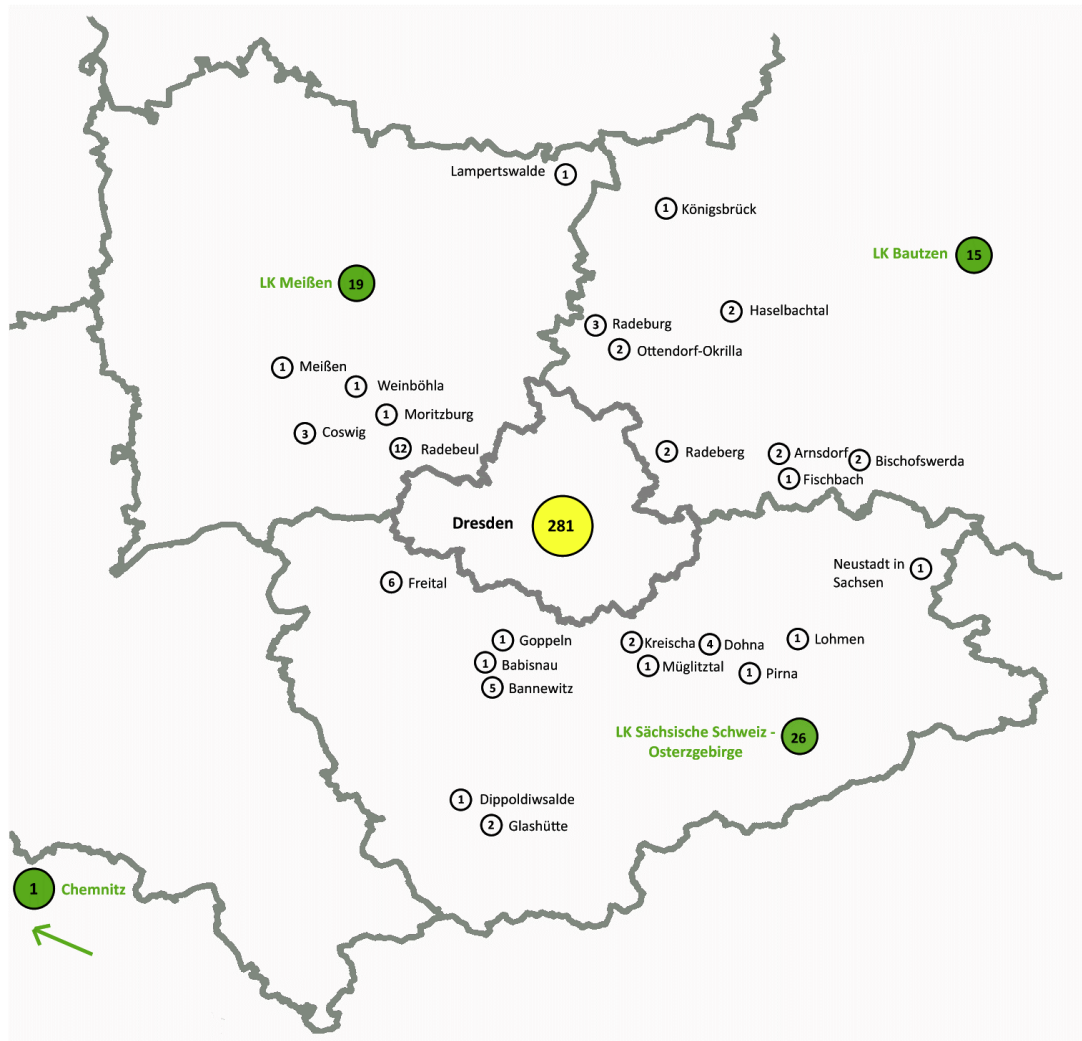 Lampertswalde 1
1 Königsbrück
LK Bautzen 15
LK Meißen 19
2 Haselbachtal
3 Radeburg
2 Ottendorf-Okrilla
1 Meißen
1 Weinböhla
1 Moritzburg
3 Coswig
12 Radebeul
2 Radeberg
2 Arnsdorf
2 Bischofswerda
1 Fischbach
Dresden 281
Neustadt in 1
Sachsen
6 Freital
1 Goppeln
2 Kreischa
4 Dohna
1 Lohmen
1 Babisnau
1 Müglitztal
1 Pirna
5 Bannewitz
LK Sächsische Schweiz - 26
Osterzgebirge
1 Dippoldiwsalde
2 Glashütte
1 Chemnitz